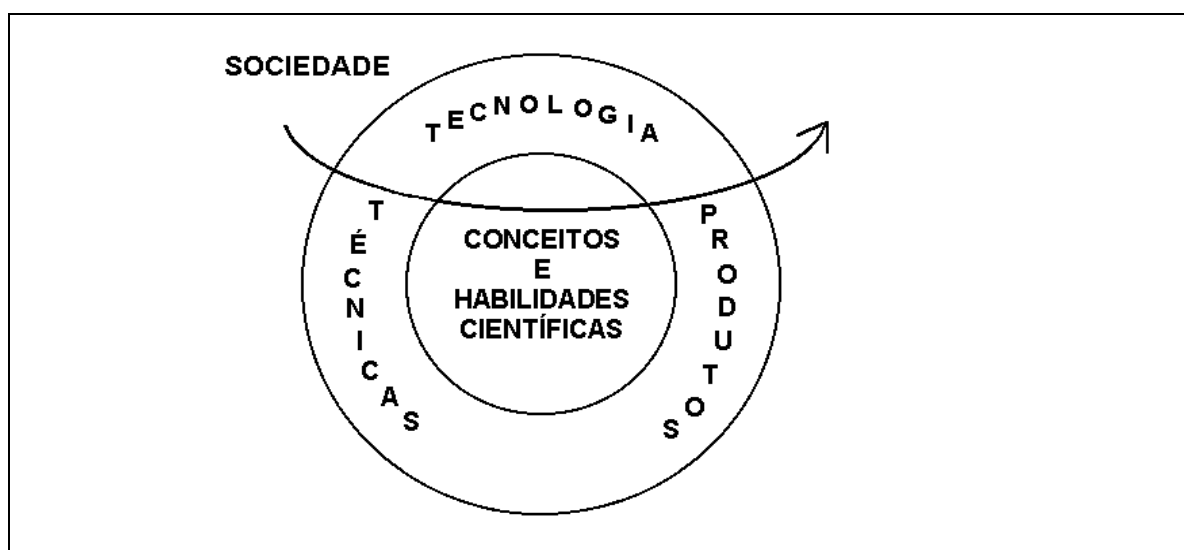 SOCIEDADE
TECNOLOGIA
TÉCNICAS
CONCEITOS
E
HABILIDADES
CIENTÍFICAS
PRODUTOS